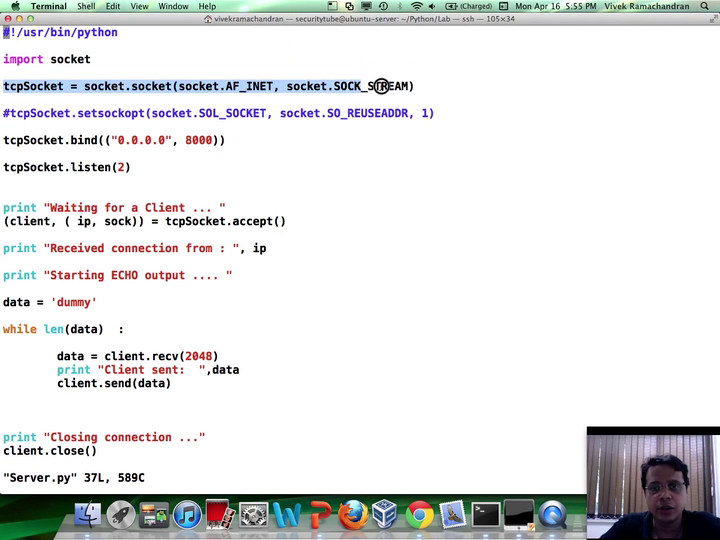 Terminal Shell Edit View Window Help (Charged) Mon Apr 16 5:55 PM Vivek Ramachandran
vivekramachandran — securitytube@ubuntu-server: ~/Python/Lab — ssh — 105×34
#!/usr/bin/python
import socket
tcpSocket = socket.socket(socket.AF_INET, socket.SOCK_STREAM)
#tcpSocket.setsockopt(socket.SOL_SOCKET, socket.SO_REUSEADDR, 1)
tcpSocket.bind(("0.0.0.0", 8000))
tcpSocket.listen(2)
print "Waiting for a Client ... "
(client, ( ip, sock)) = tcpSocket.accept()
print "Received connection from : ", ip
print "Starting ECHO output .... "
data = 'dummy'
while len(data)  :
data = client.recv(2048)
print "Client sent:  ",data
client.send(data)
print "Closing connection ..."
client.close()
"Server.py" 37L, 589C